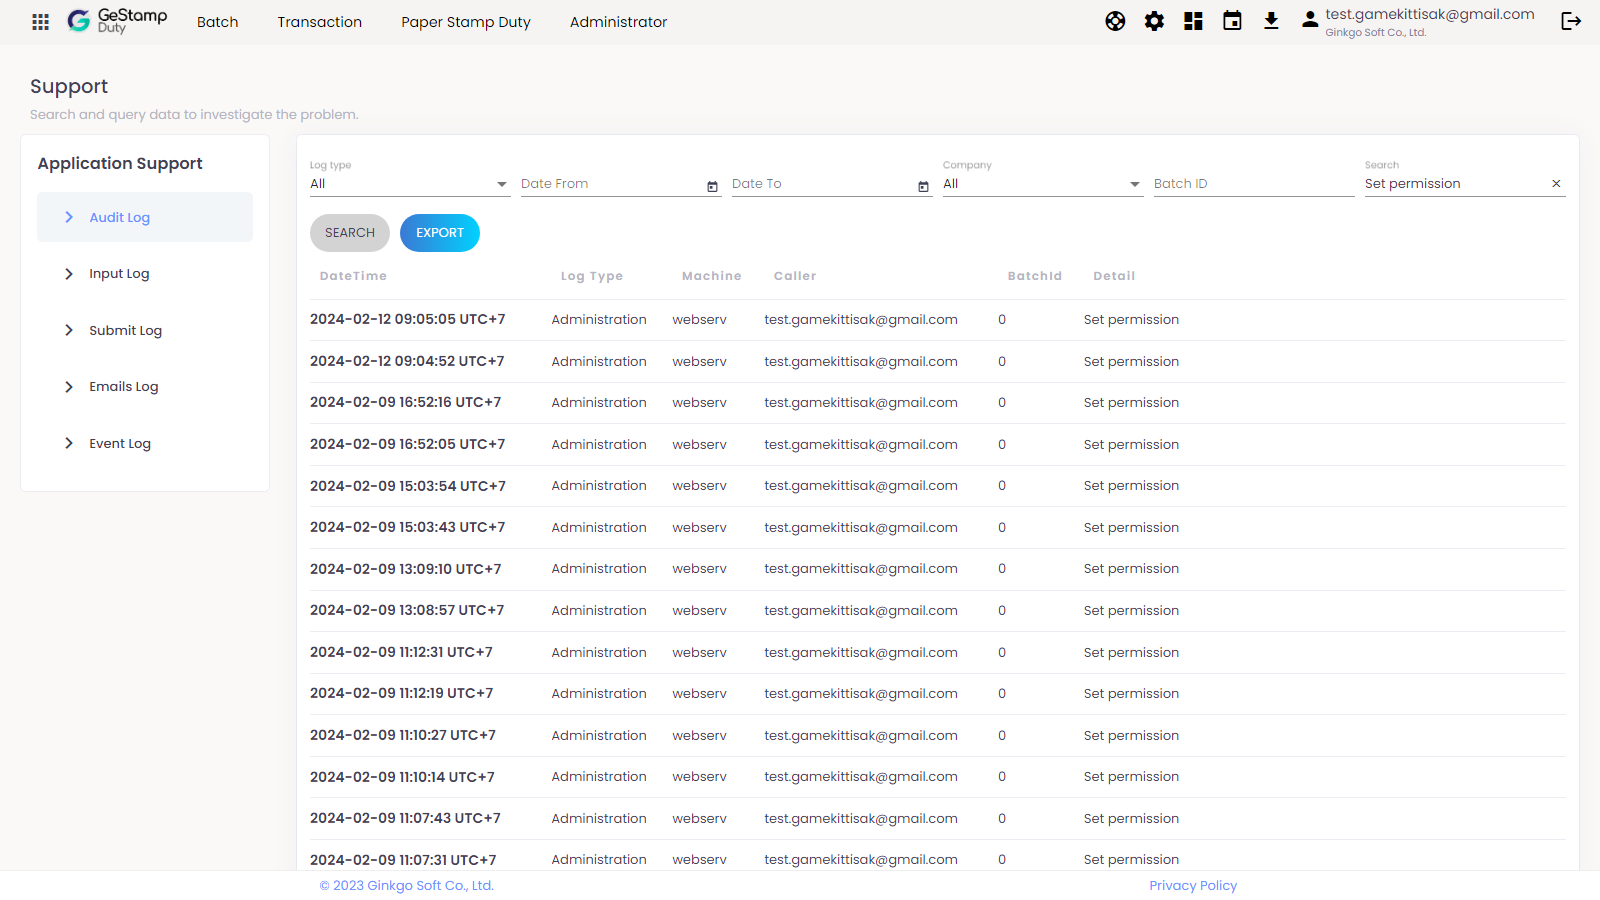 GeStamp Duty Batch Transaction Paper Stamp Duty Administrator test.gamekittisak@gmail.com
Ginkgo Soft Co., Ltd.
Support
Search and query data to investigate the problem.
Application Support
Audit Log
Input Log
Submit Log
Emails Log
Event Log
Log type Company Search
All Date From Date To All Batch ID Set permission
SEARCH EXPORT
DateTime Log Type Machine Caller BatchId Detail
2024-02-12 09:05:05 UTC+7 Administration webserv test.gamekittisak@gmail.com 0 Set permission
2024-02-12 09:04:52 UTC+7 Administration webserv test.gamekittisak@gmail.com 0 Set permission
2024-02-09 16:52:16 UTC+7 Administration webserv test.gamekittisak@gmail.com 0 Set permission
2024-02-09 16:52:05 UTC+7 Administration webserv test.gamekittisak@gmail.com 0 Set permission
2024-02-09 15:03:54 UTC+7 Administration webserv test.gamekittisak@gmail.com 0 Set permission
2024-02-09 15:03:43 UTC+7 Administration webserv test.gamekittisak@gmail.com 0 Set permission
2024-02-09 13:09:10 UTC+7 Administration webserv test.gamekittisak@gmail.com 0 Set permission
2024-02-09 13:08:57 UTC+7 Administration webserv test.gamekittisak@gmail.com 0 Set permission
2024-02-09 11:12:31 UTC+7 Administration webserv test.gamekittisak@gmail.com 0 Set permission
2024-02-09 11:12:19 UTC+7 Administration webserv test.gamekittisak@gmail.com 0 Set permission
2024-02-09 11:10:27 UTC+7 Administration webserv test.gamekittisak@gmail.com 0 Set permission
2024-02-09 11:10:14 UTC+7 Administration webserv test.gamekittisak@gmail.com 0 Set permission
2024-02-09 11:07:43 UTC+7 Administration webserv test.gamekittisak@gmail.com 0 Set permission
2024-02-09 11:07:31 UTC+7 Administration webserv test.gamekittisak@gmail.com 0 Set permission
© 2023 Ginkgo Soft Co., Ltd. Privacy Policy